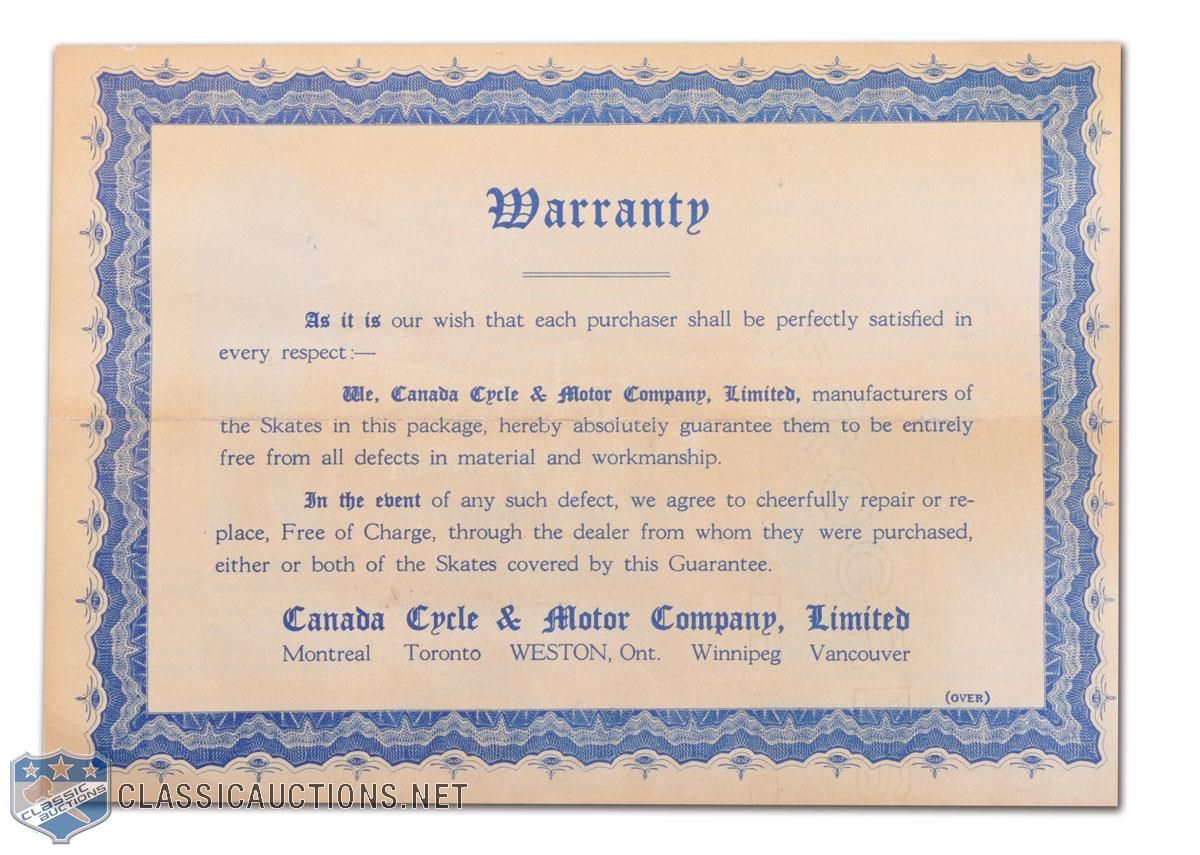 Warranty
As it is our wish that each purchaser shall be perfectly satisfied in
every respect:—
We, Canada Cycle & Motor Company, Limited, manufacturers of
the Skates in this package, hereby absolutely guarantee them to be entirely
free from all defects in material and workmanship.
In the event of any such defect, we agree to cheerfully repair or re-
place, Free of Charge, through the dealer from whom they were purchased,
either or both of the Skates covered by this Guarantee.
Canada Cycle & Motor Company, Limited
Montreal Toronto WESTON, Ont. Winnipeg Vancouver
(OVER)
CLASSIC
AUCTIONS
CLASSICAUCTIONS.NET